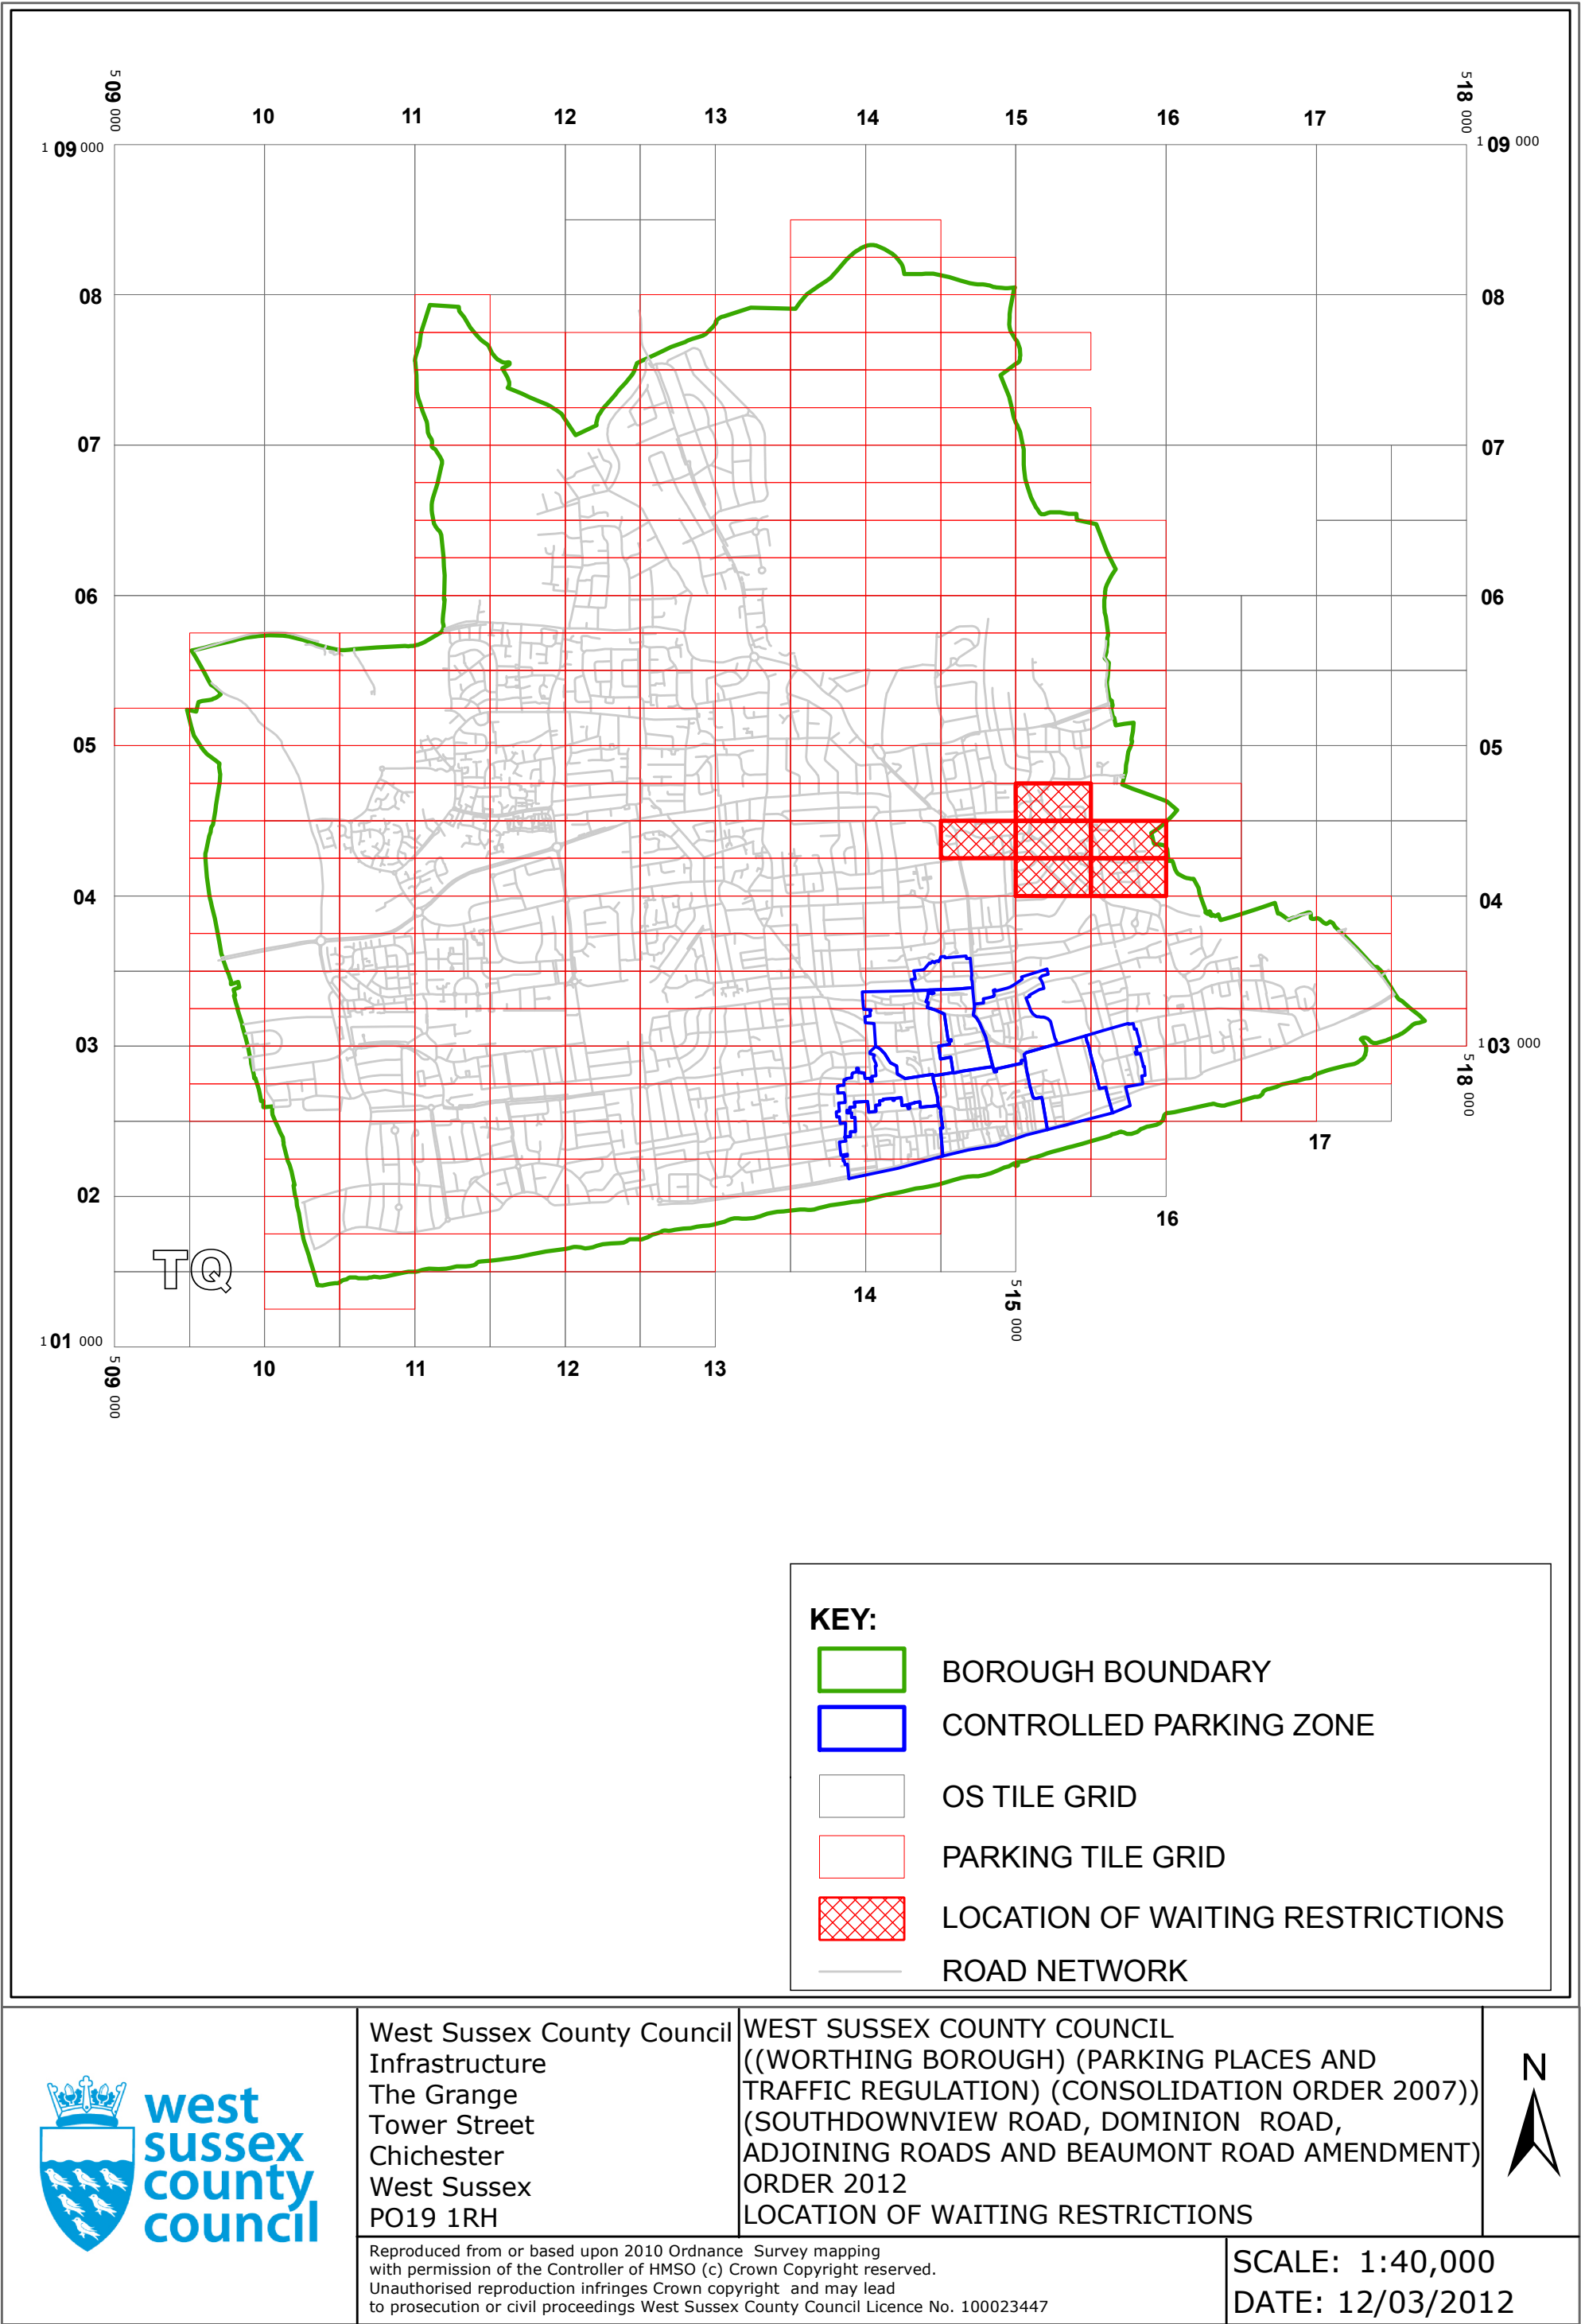 5 09 000
10
11
12
13
14
15
16
17
5 18 000
1 09 000
1 09 000
08
08
07
07
06
06
05
05
04
04
03
1 03 000
5 18 000
17
02
16
TQ
14
5 15 000
1 01 000
5 09 000
10
11
12
13
KEY:
BOROUGH BOUNDARY
CONTROLLED PARKING ZONE
OS TILE GRID
PARKING TILE GRID
LOCATION OF WAITING RESTRICTIONS
ROAD NETWORK
west
sussex
county
council
West Sussex County Council
Infrastructure
The Grange
Tower Street
Chichester
West Sussex
PO19 1RH
WEST SUSSEX COUNTY COUNCIL
((WORTHING BOROUGH) (PARKING PLACES AND
TRAFFIC REGULATION) (CONSOLIDATION ORDER 2007))
(SOUTHDOWNVIEW ROAD, DOMINION ROAD,
ADJOINING ROADS AND BEAUMONT ROAD AMENDMENT)
ORDER 2012
LOCATION OF WAITING RESTRICTIONS
N
Reproduced from or based upon 2010 Ordnance Survey mapping
with permission of the Controller of HMSO (c) Crown Copyright reserved.
Unauthorised reproduction infringes Crown copyright and may lead
to prosecution or civil proceedings West Sussex County Council Licence No. 100023447
SCALE: 1:40,000
DATE: 12/03/2012